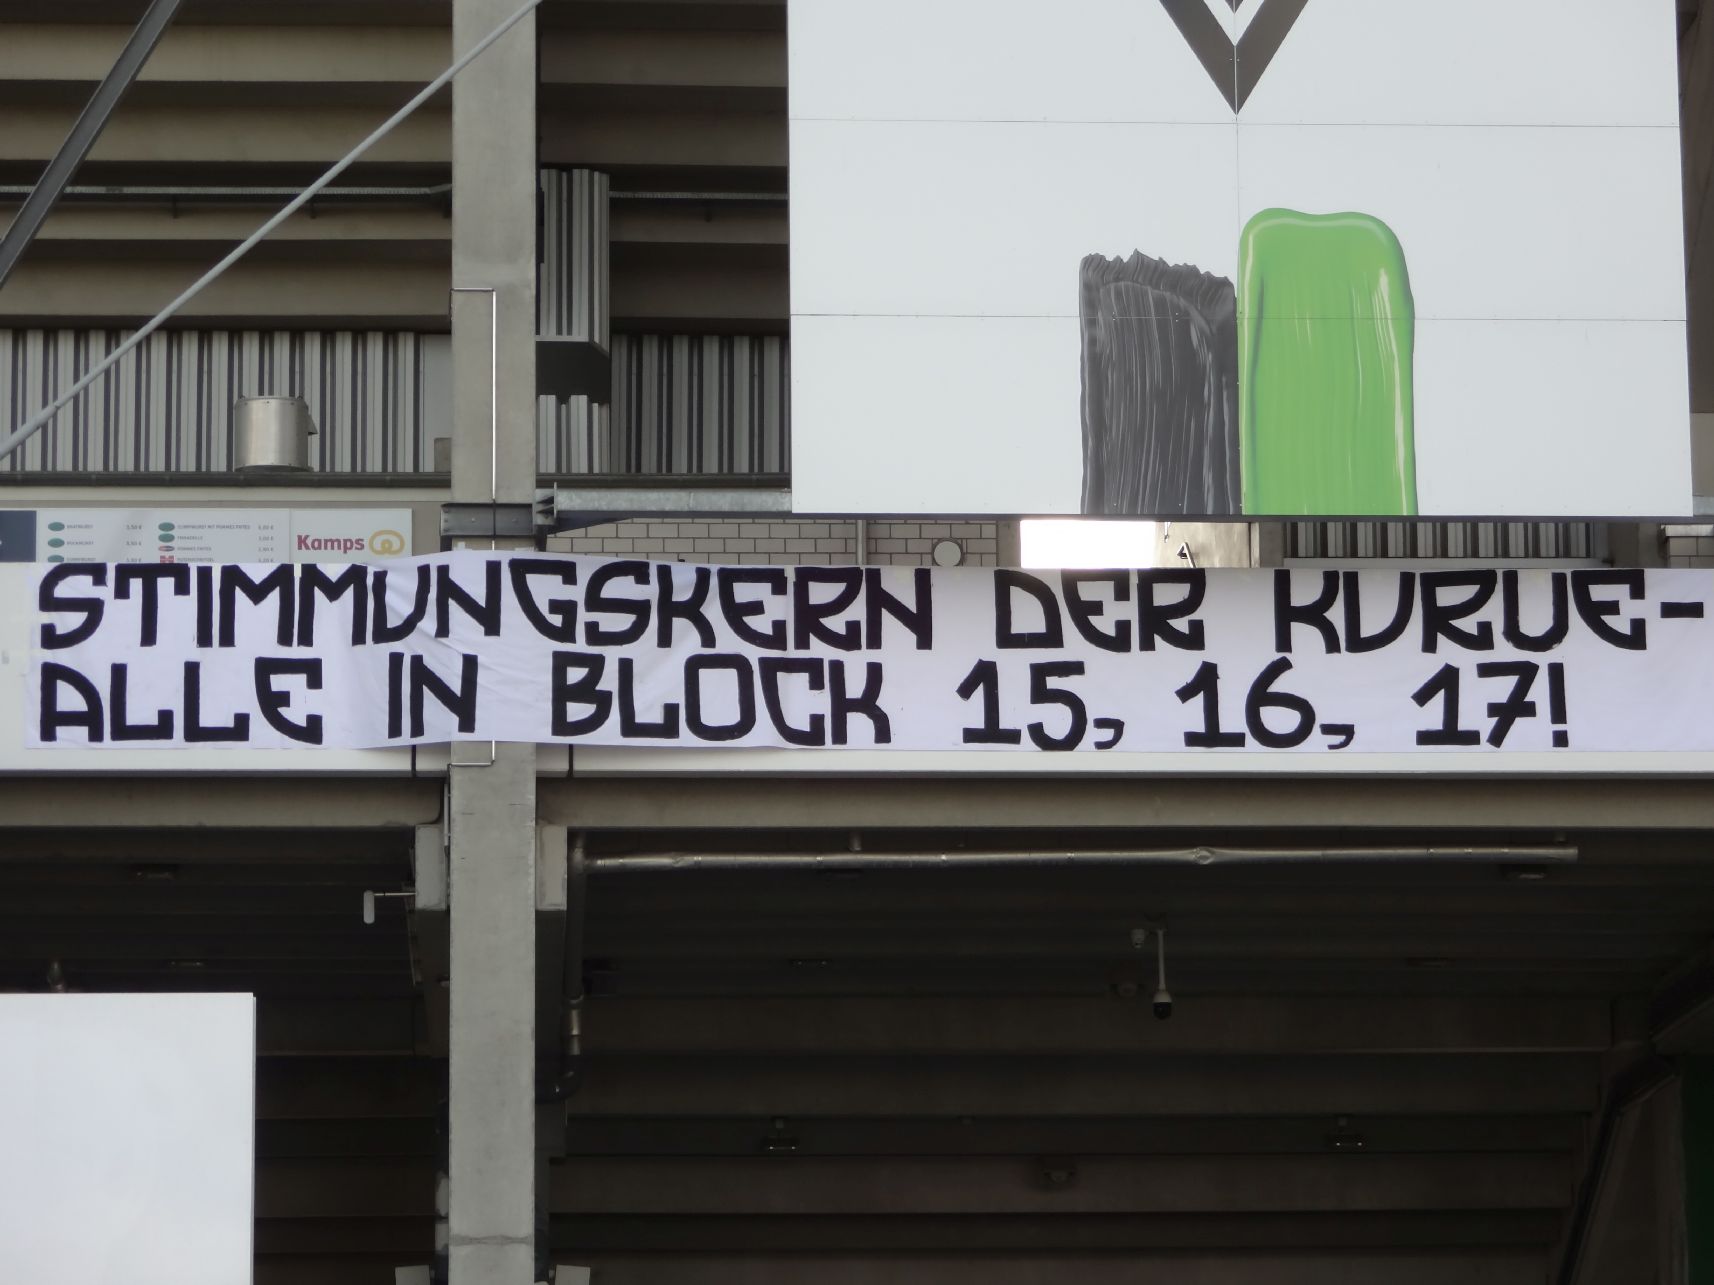 Kamps
STIMMUNGSKERN DER KURVE-
ALLE IN BLOCK 15, 16, 17!